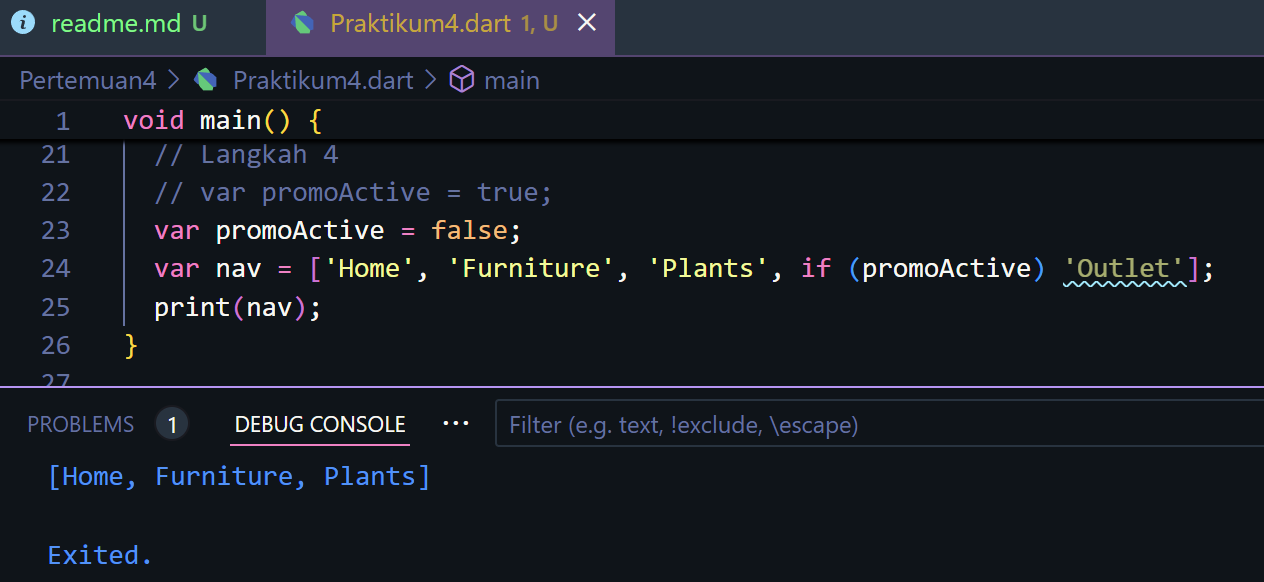 readme.md U Praktikum4.dart 1, U
Pertemuan4 > Praktikum4.dart > main
1 void main() {
21 // Langkah 4
22 // var promoActive = true;
23 var promoActive = false;
24 var nav = ['Home', 'Furniture', 'Plants', if (promoActive) 'Outlet'];
25 print(nav);
26 }
27
PROBLEMS 1 DEBUG CONSOLE ··· Filter (e.g. text, !exclude, \escape)
[Home, Furniture, Plants]
Exited.